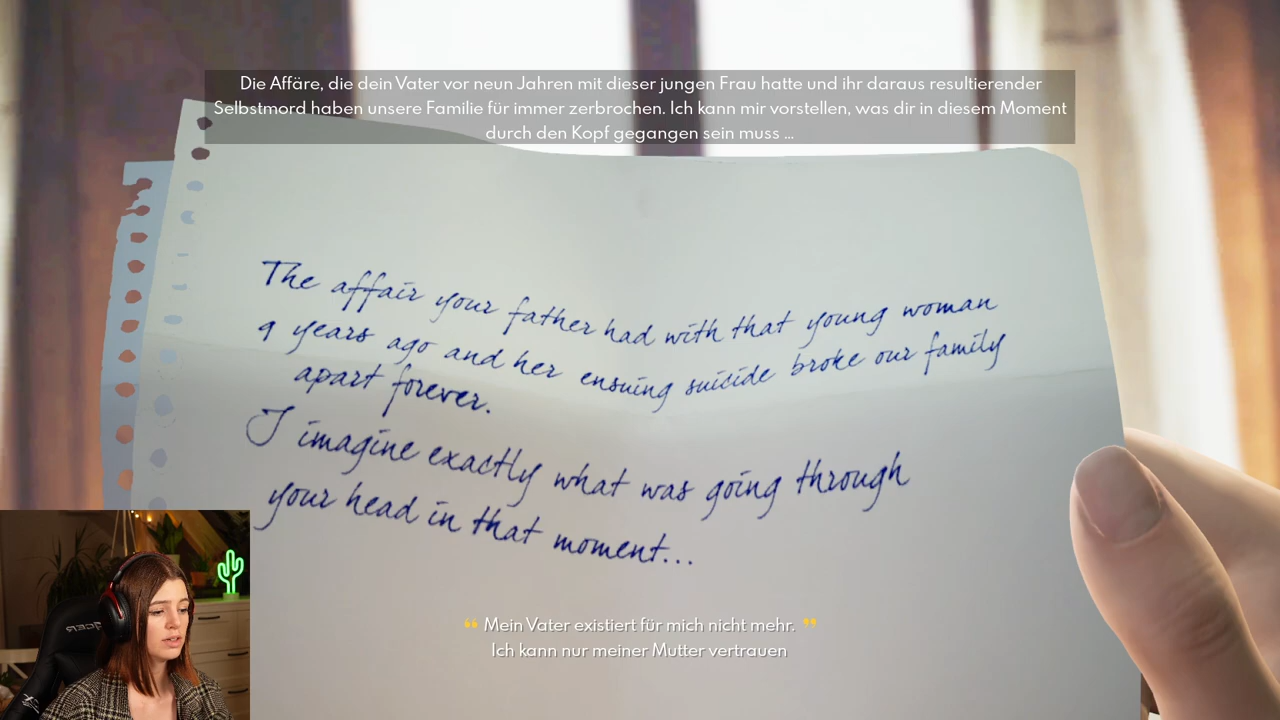 Die Affäre, die dein Vater vor neun Jahren mit dieser jungen Frau hatte und ihr daraus resultierender
Selbstmord haben unsere Familie für immer zerbrochen. Ich kann mir vorstellen, was dir in diesem Moment
durch den Kopf gegangen sein muss ...
The affair your father had with that young woman
9 years ago and her ensuing suicide broke our family
apart forever.
I imagine exactly what was going through
your head in that moment...
“ Mein Vater existiert für mich nicht mehr. ”
Ich kann nur meiner Mutter vertrauen